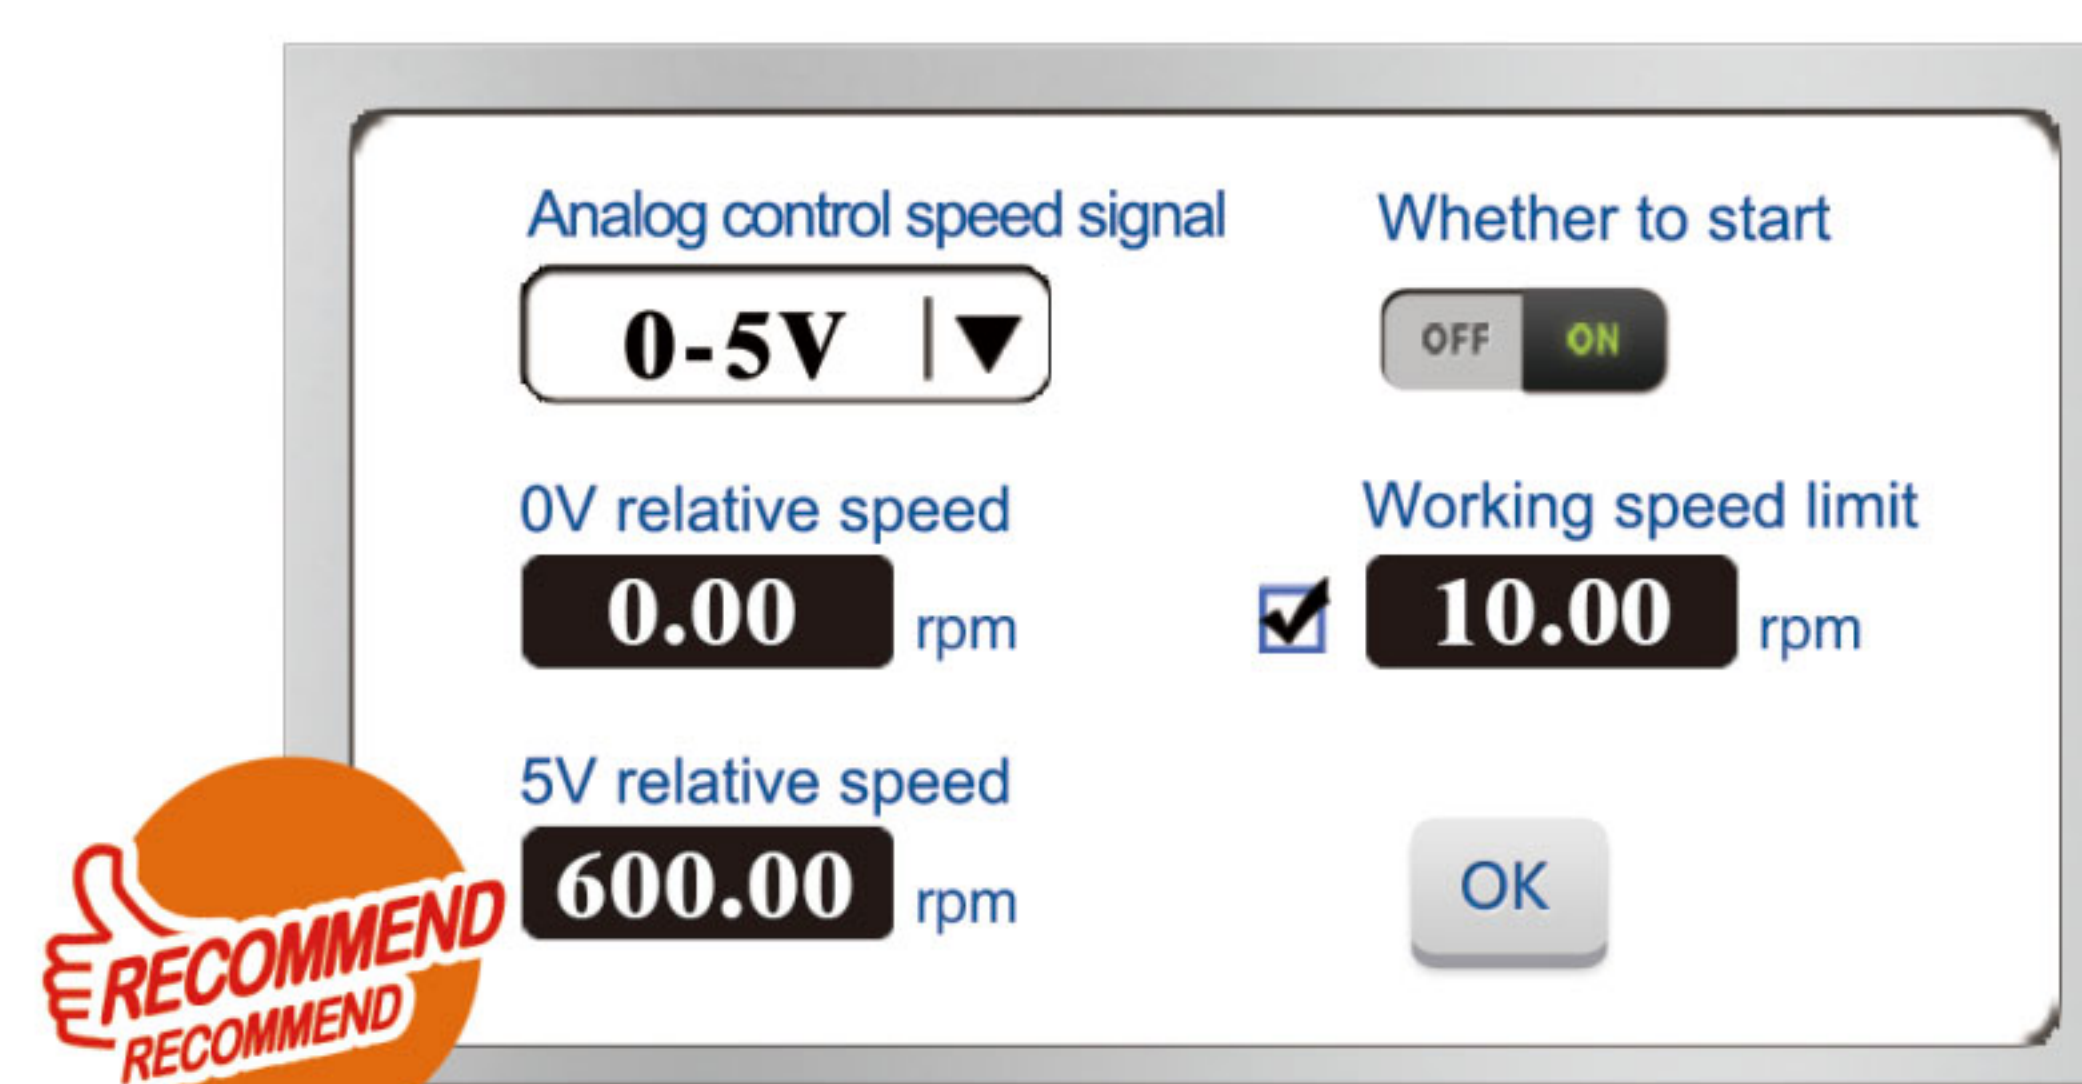 Analog control speed signal
0-5V
Whether to start
OFF ON
0V relative speed
0.00 rpm
Working speed limit
10.00 rpm
5V relative speed
600.00 rpm
OK
RECOMMEND
RECOMMEND